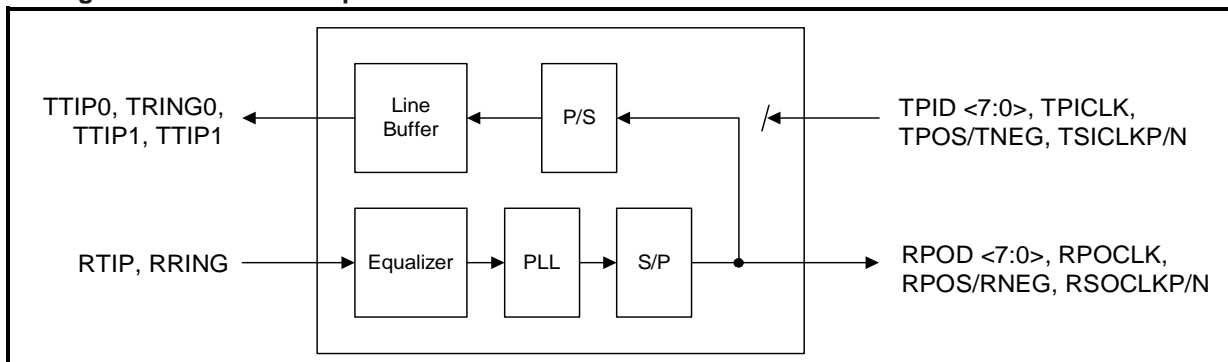 TTIP0, TRING0,
TTIP1, TTIP1
Line
Buffer
P/S
TPID <7:0>, TPICLK,
TPOS/TNEG, TSICLKP/N
RTIP, RRING
Equalizer
PLL
S/P
RPOD <7:0>, RPOCLK,
RPOS/RNEG, RSOCLKP/N